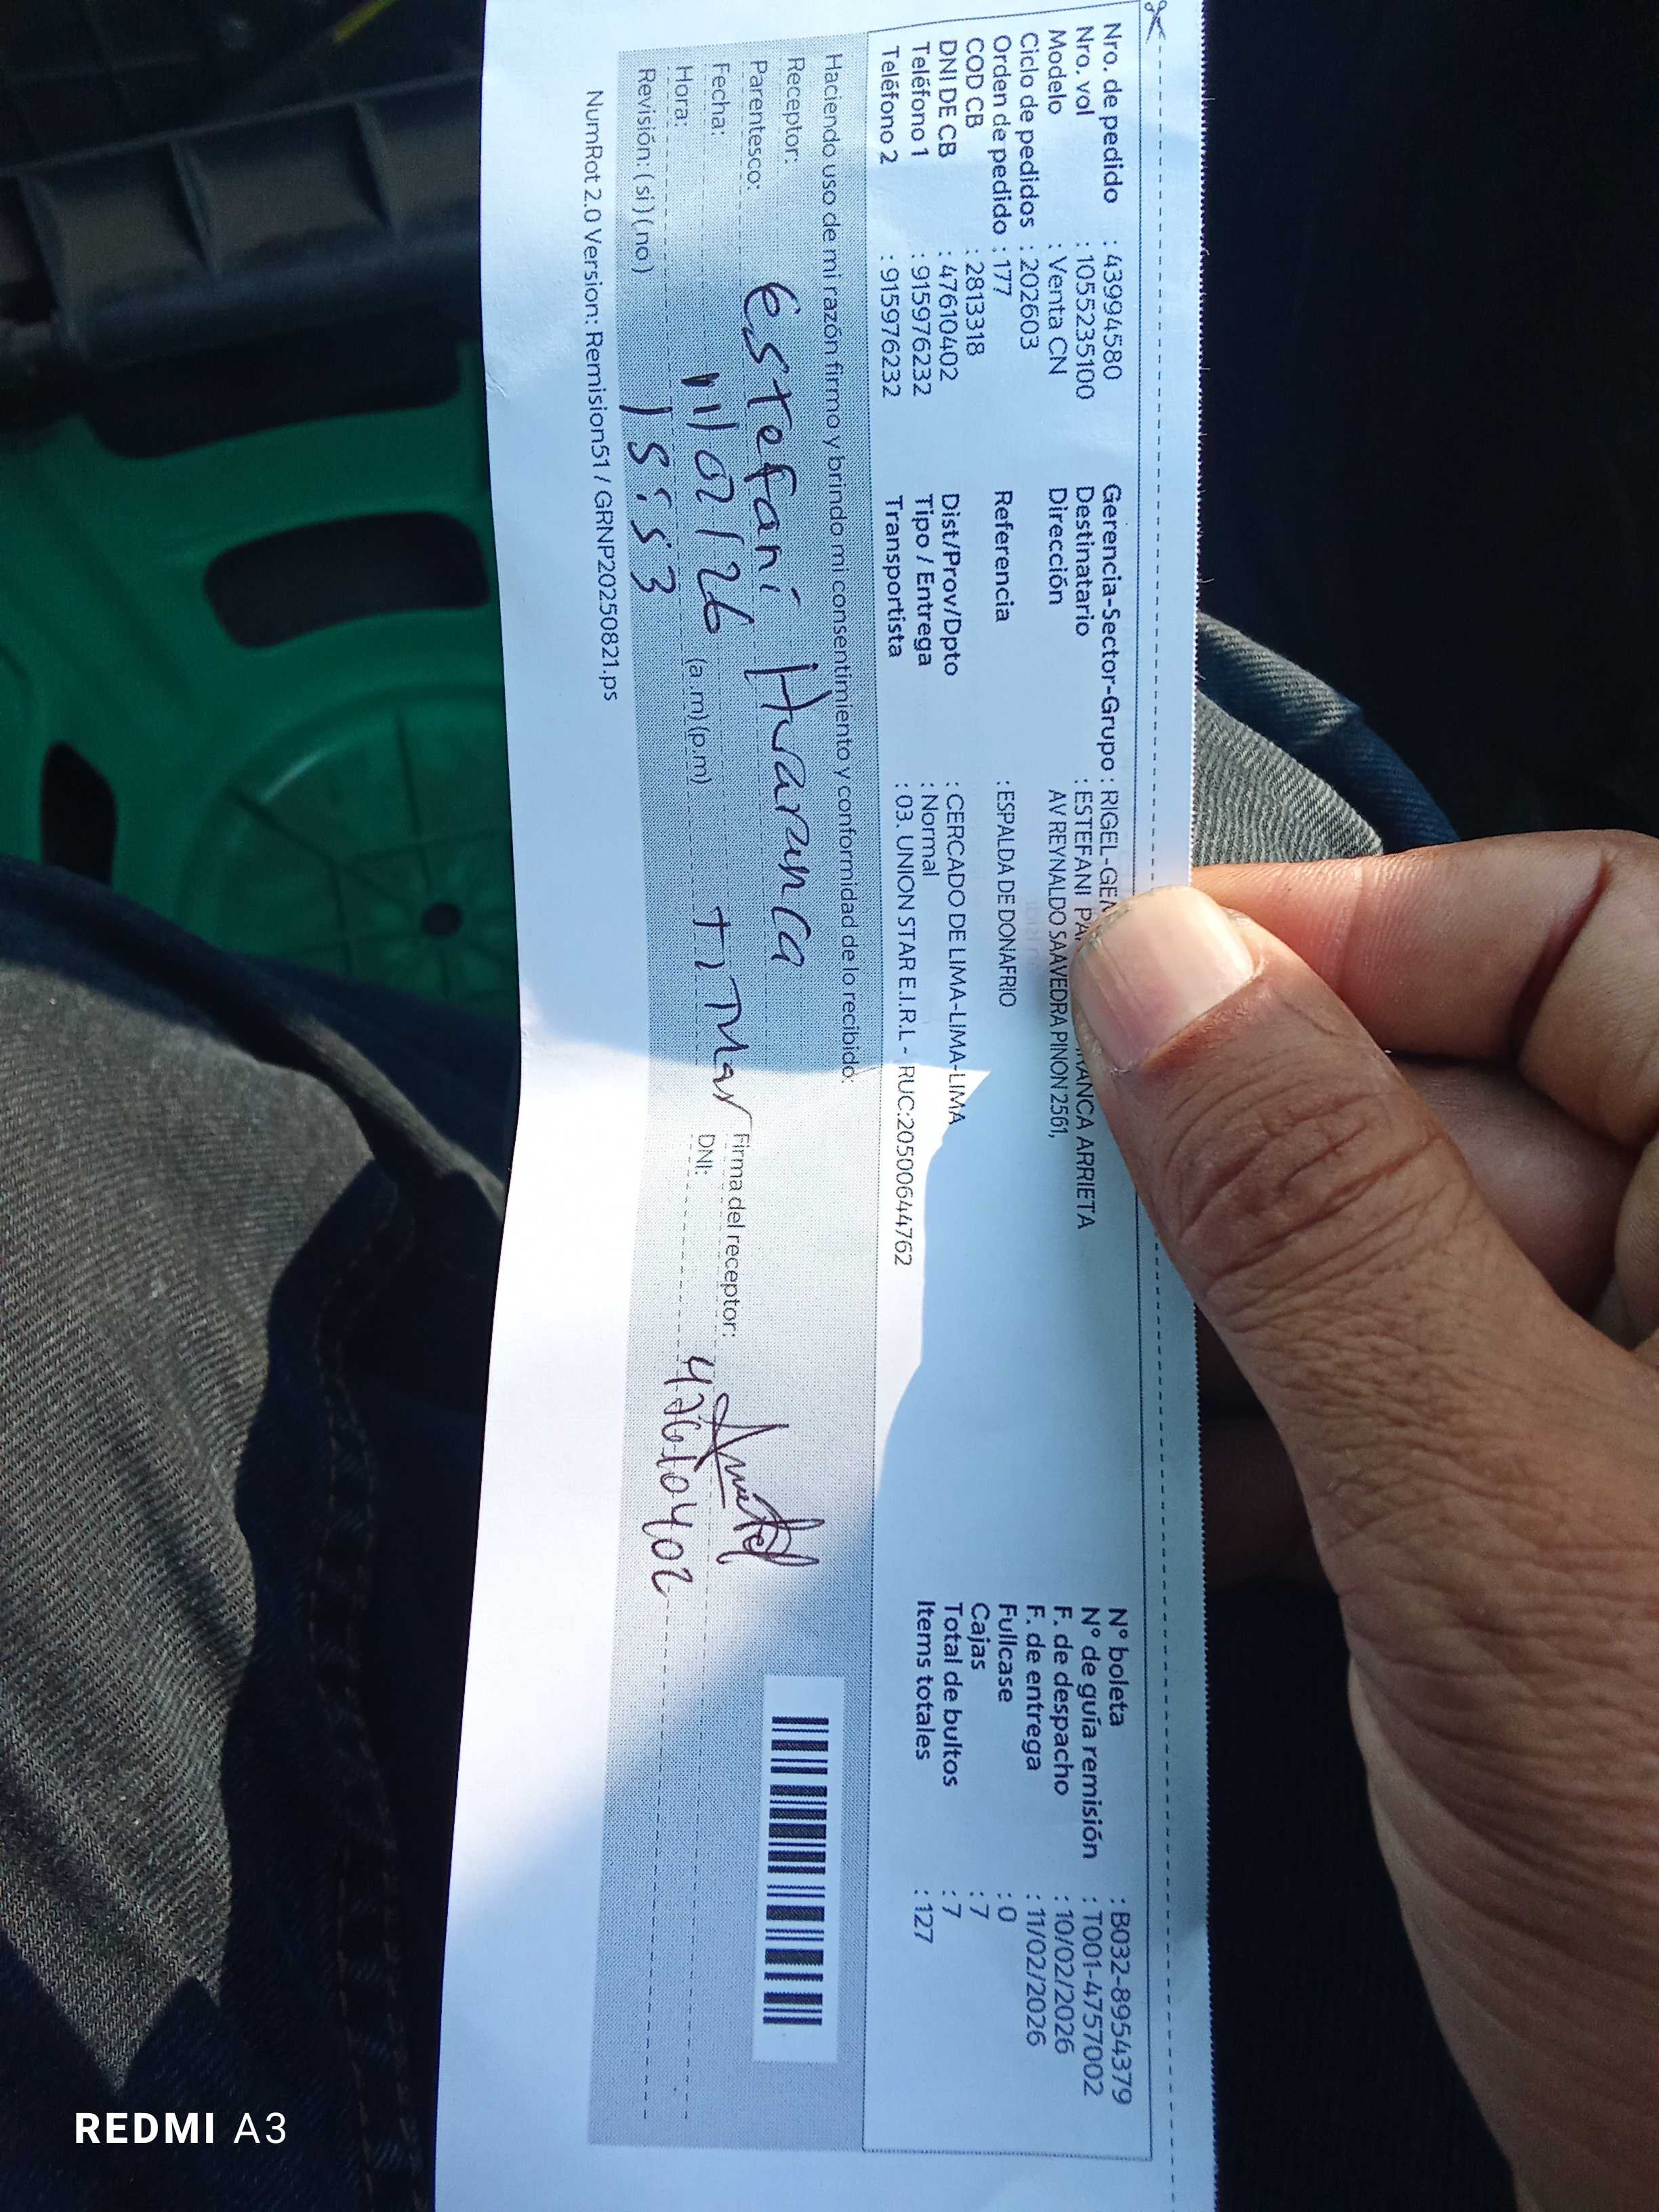 Nro. de pedido : 43994580
Nro. vol : 1055235100
Modelo : Venta CN
Ciclo de pedidos : 202603
Orden de pedido : 177
COD CB : 2813318
DNI DE CB : 47610402
Teléfono 1 : 915976232
Teléfono 2 : 915976232
Gerencia-Sector-Grupo : RIGEL-GEN
Destinatario : ESTEFANI ARRIETA
Dirección AV REYNALDO SAAVEDRA PINON 2561,
Referencia : ESPALDA DE DONAFRIO
Dist/Prov/Dpto : CERCADO DE LIMA-LIMA-LIMA
Tipo / Entrega : Normal
Transportista : 03. UNION STAR E.I.R.L - RUC:20500644762
N° boleta : B032-8954379
N° de guía remisión : T001-4757002
F. de despacho : 10/02/2026
F. de entrega : 11/02/2026
Fullcase : 0
Cajas : 7
Total de bultos : 7
Items totales : 127
Haciendo uso de mi razón firmo y brindo mi consentimiento y conformidad de lo recibido:
Receptor:
Parentesco: Estefani Huaranca
Fecha: 11/02/26 TITMar Firma del receptor:
Hora: 15:53 (a.m)(p.m) DNI: 47610402
Revisión: ( si ) ( no )
NumRot 2.0 Version: Remision51 / GRNP20250821.ps
REDMI A3